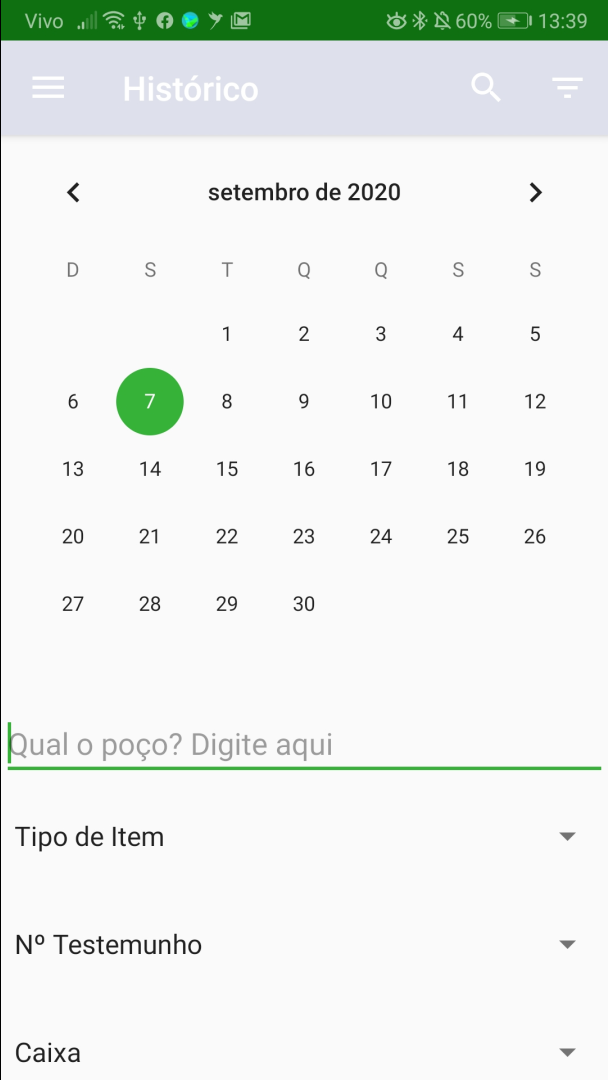 Vivo 60% 13:39
Histórico
setembro de 2020
D S T Q Q S S
1 2 3 4 5
6 7 8 9 10 11 12
13 14 15 16 17 18 19
20 21 22 23 24 25 26
27 28 29 30
Qual o poço? Digite aqui
Tipo de Item
Nº Testemunho
Caixa